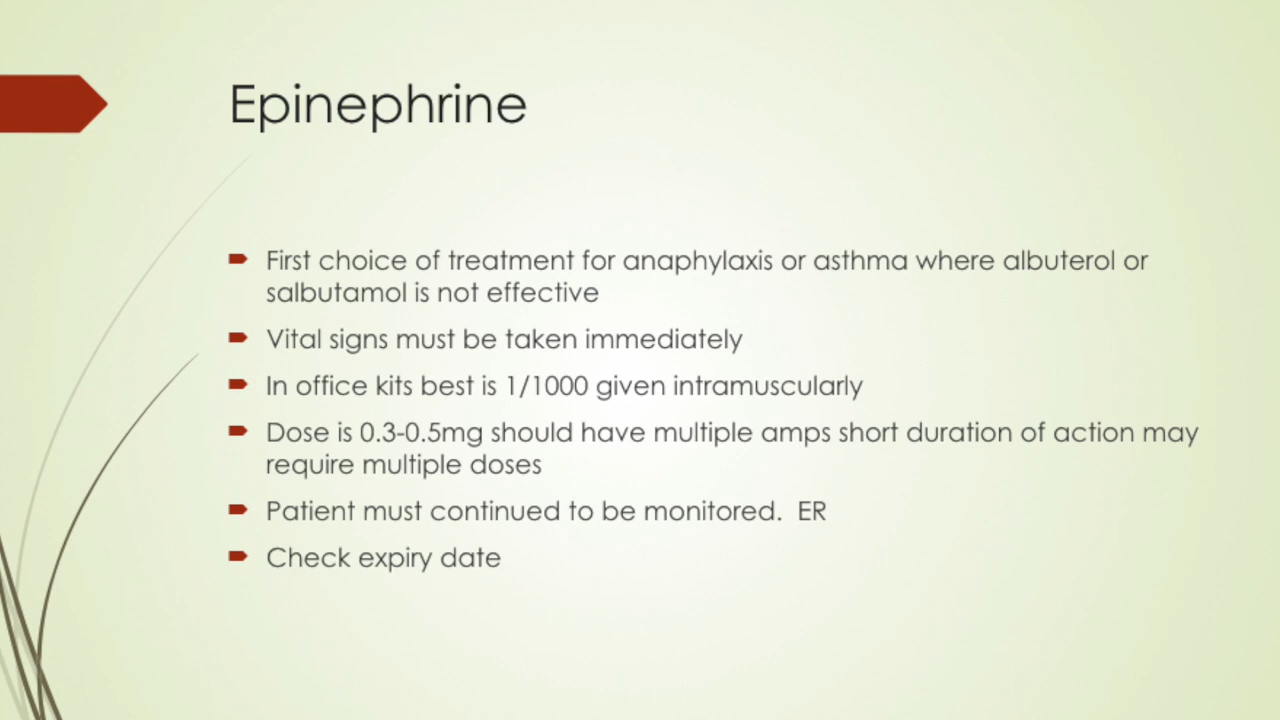 Epinephrine
First choice of treatment for anaphylaxis or asthma where albuterol or
salbutamol is not effective
Vital signs must be taken immediately
In office kits best is 1/1000 given intramuscularly
Dose is 0.3-0.5mg should have multiple amps short duration of action may
require multiple doses
Patient must continued to be monitored.  ER
Check expiry date